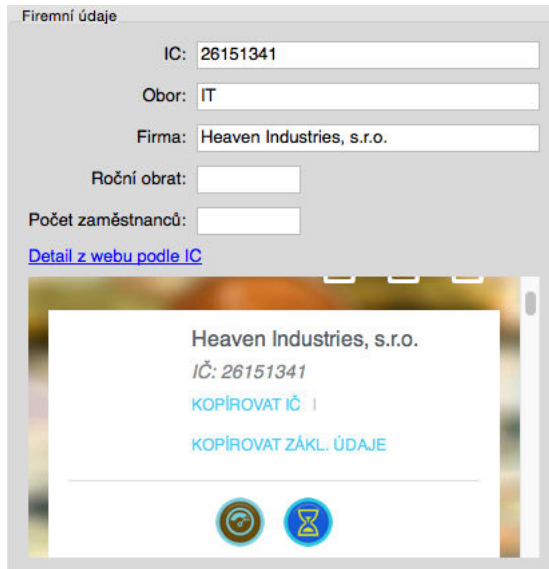 Firemní údaje
IC: 26151341
Obor: IT
Firma: Heaven Industries, s.r.o.
Roční obrat:
Počet zaměstnanců:
Detail z webu podle IC
Heaven Industries, s.r.o.
IČ: 26151341
KOPÍROVAT IČ |
KOPÍROVAT ZÁKL. ÚDAJE